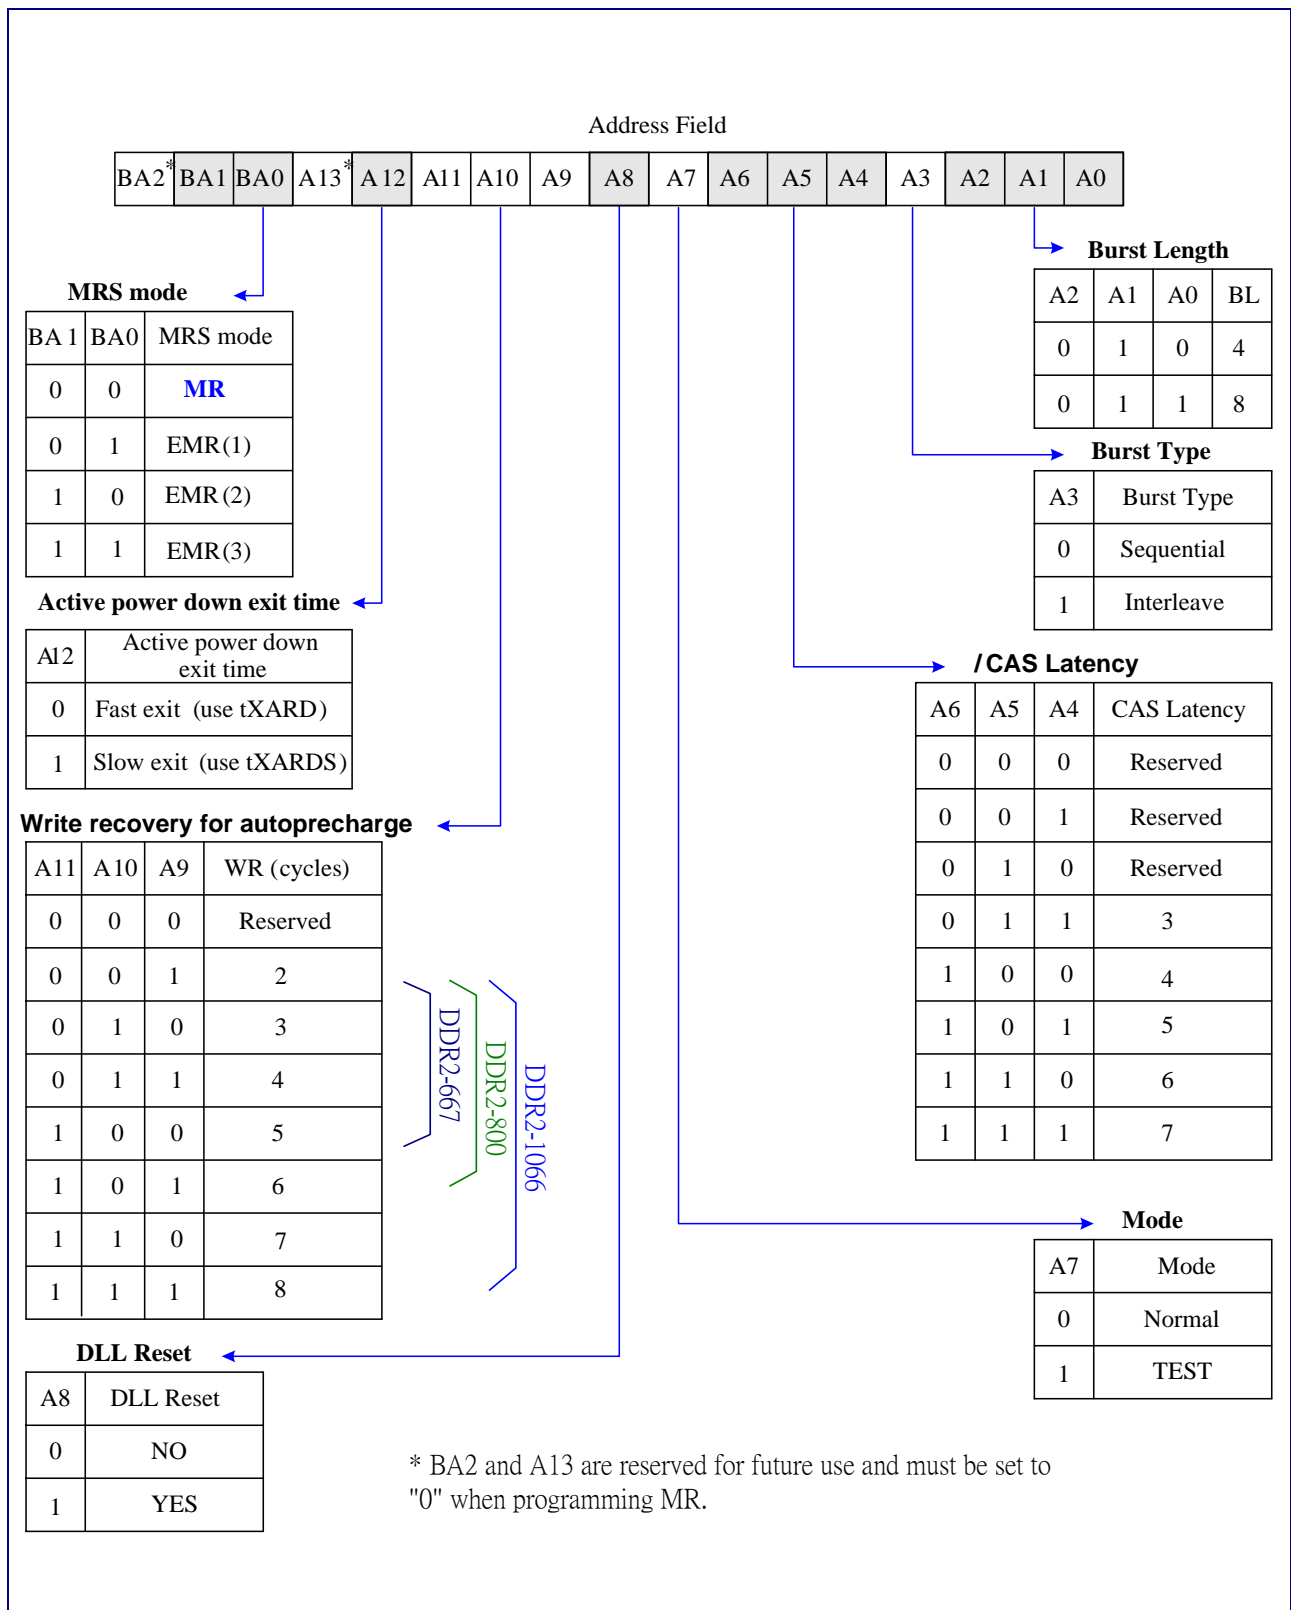 Address Field
BA2* BA1 BA0 A13* A12 A11 A10 A9 A8 A7 A6 A5 A4 A3 A2 A1 A0
MRS mode
BA1 BA0 MRS mode
0 0 MR
0 1 EMR(1)
1 0 EMR(2)
1 1 EMR(3)
Active power down exit time
A12 Active power down
exit time
0 Fast exit (use tXARD)
1 Slow exit (use tXARDS)
Write recovery for autoprecharge
A11 A10 A9 WR (cycles)
0 0 0 Reserved
0 0 1 2
0 1 0 3
0 1 1 4
1 0 0 5
1 0 1 6
1 1 0 7
1 1 1 8
DDR2-667
DDR2-800
DDR2-1066
DLL Reset
A8 DLL Reset
0 NO
1 YES
Burst Length
A2 A1 A0 BL
0 1 0 4
0 1 1 8
Burst Type
A3 Burst Type
0 Sequential
1 Interleave
/CAS Latency
A6 A5 A4 CAS Latency
0 0 0 Reserved
0 0 1 Reserved
0 1 0 Reserved
0 1 1 3
1 0 0 4
1 0 1 5
1 1 0 6
1 1 1 7
Mode
A7 Mode
0 Normal
1 TEST
* BA2 and A13 are reserved for future use and must be set to
"0" when programming MR.